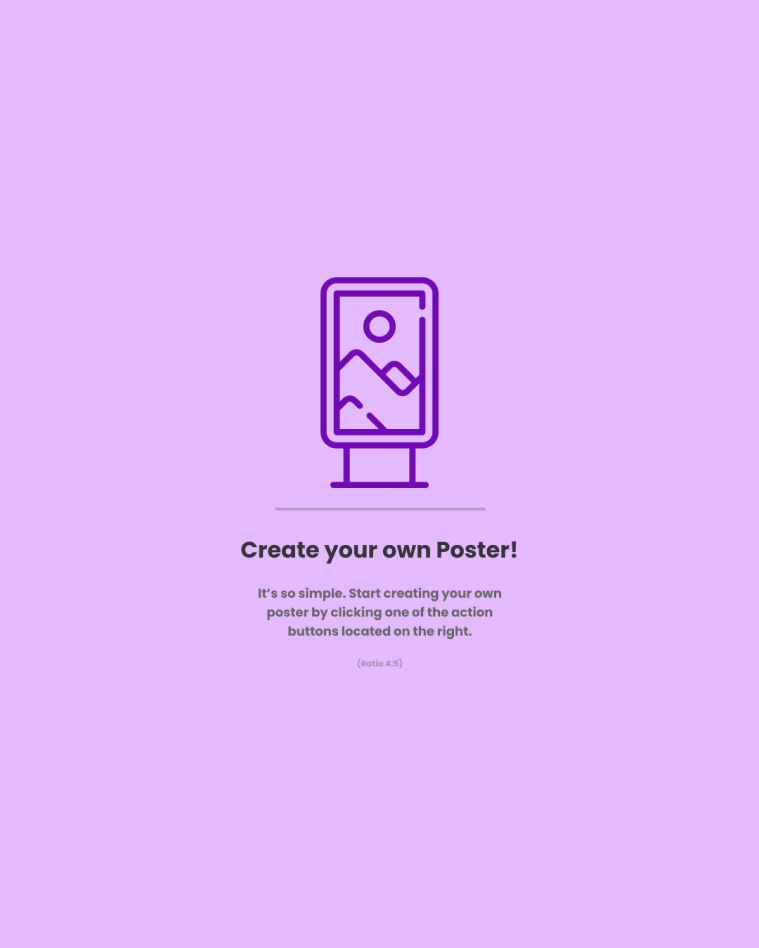 Create your own Poster!
It’s so simple. Start creating your own
poster by clicking one of the action
buttons located on the right.
(Ratio 4:5)